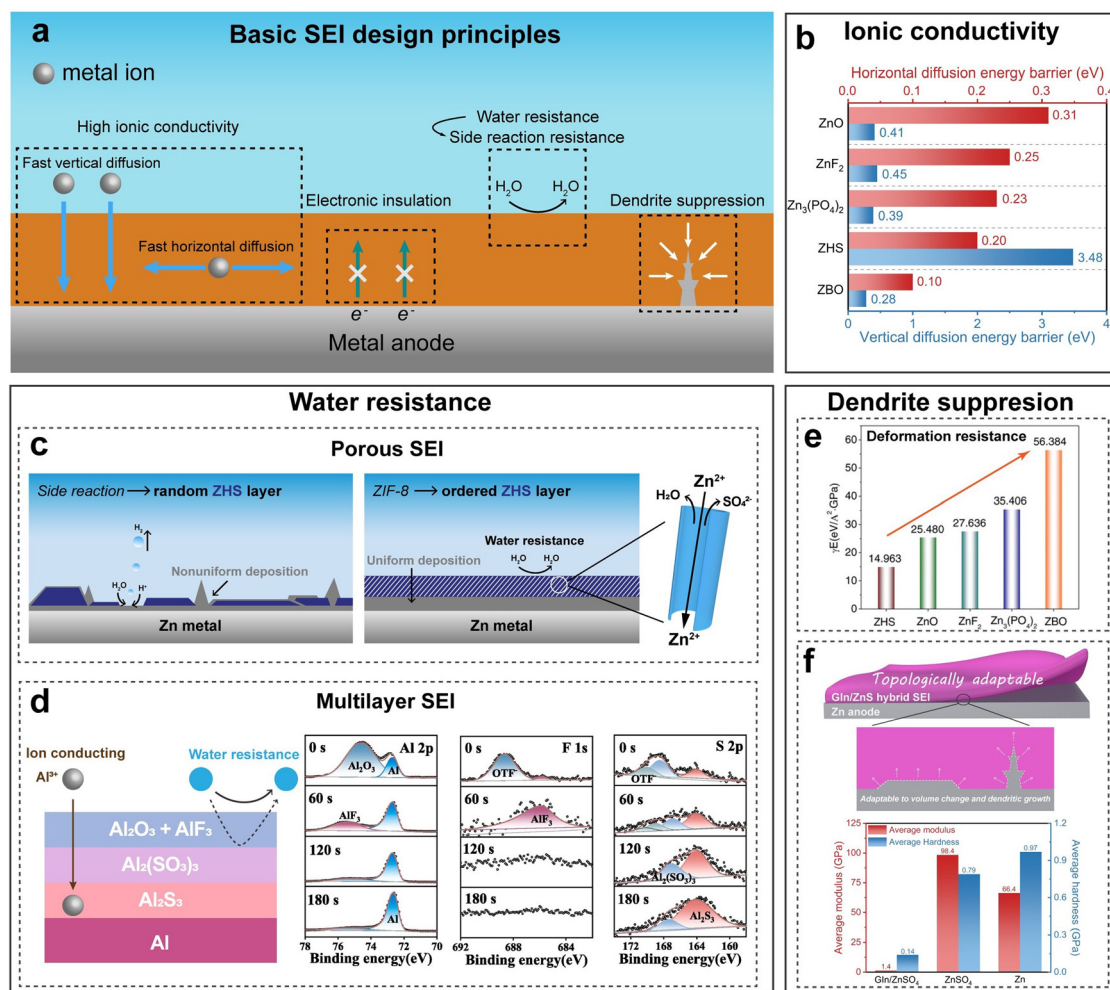 a
Basic SEI design principles
metal ion
High ionic conductivity
Fast vertical diffusion
Fast horizontal diffusion
Electronic insulation
e⁻ e⁻
Water resistance
Side reaction resistance
H₂O H₂O
Dendrite suppression
Metal anode
b
Ionic conductivity
Horizontal diffusion energy barrier (eV)
0.0 0.1 0.2 0.3 0.4
ZnO 0.31 0.41
ZnF₂ 0.25 0.45
Zn₃(PO₄)₂ 0.23 0.39
ZHS 0.20 3.48
ZBO 0.10 0.28
0 1 2 3 4
Vertical diffusion energy barrier (eV)
Water resistance
c
Porous SEI
Side reaction → random ZHS layer
H₂
H₂O H⁺
Nonuniform deposition
Zn metal
ZIF-8 → ordered ZHS layer
Water resistance
H₂O H₂O
Uniform deposition
Zn metal
Zn²⁺
H₂O SO₄²⁻
Zn²⁺
d
Multilayer SEI
Ion conducting
Al³⁺
Water resistance
Al₂O₃ + AlF₃
Al₂(SO₃)₃
Al₂S₃
Al
0 s Al 2p
Al₂O₃ Al
60 s
AlF₃
120 s
180 s
Al
78 76 74 72 70
Binding energy(eV)
0 s F 1s
OTF
60 s
AlF₃
120 s
180 s
692 688 684
Binding energy(eV)
0 s S 2p
OTF
60 s
120 s
Al₂(SO₃)₃
180 s
Al₂S₃
172 168 164 160
Binding energy(eV)
Dendrite suppresion
e
Deformation resistance
γE(eV/Å²·GPa)
60
50
40
30
20
10
0
14.963 25.480 27.636 35.406 56.384
ZHS ZnO ZnF₂ Zn₃(PO₄)₂ ZBO
f
Topologically adaptable
Gln/ZnS hybrid SEI
Zn anode
Adaptable to volume change and dendritic growth
Average modulus
Average Hardness
Average modulus (GPa)
125
100
75
50
25
0
1.4 0.14
98.4 0.79
66.4 0.97
1.2
0.9
0.6
0.3
0.0
Average hardness (GPa)
Gln/ZnSO₄ ZnSO₄ Zn